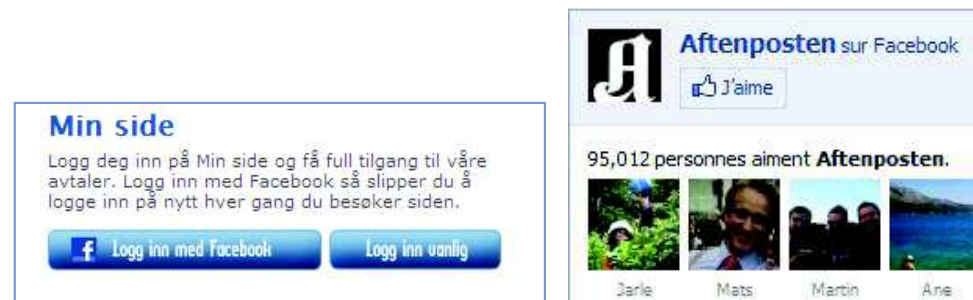 Min side
Logg deg inn på Min side og få full tilgang til våre
avtaler. Logg inn med Facebook så slipper du å
logge inn på nytt hver gang du besøker siden.
f Logg inn med Facebook
Logg inn vanlig
A
Aftenposten sur Facebook
J'aime
95,012 personnes aiment Aftenposten.
Jarle
Mats
Martin
Ane